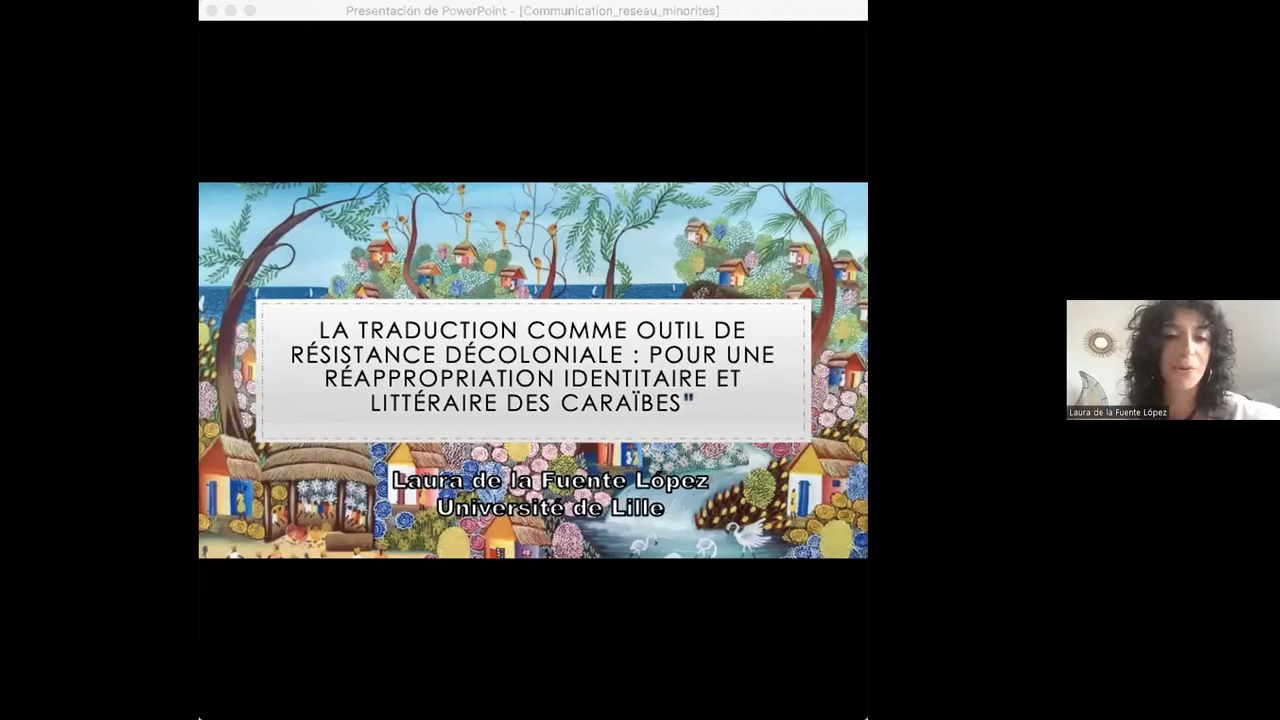 Presentación de PowerPoint - [Communication_reseau_minorites]
LA TRADUCTION COMME OUTIL DE
RÉSISTANCE DÉCOLONIALE : POUR UNE
RÉAPPROPRIATION IDENTITAIRE ET
LITTÉRAIRE DES CARAÏBES"
Laura de la Fuente López
Université de Lille
Laura de la Fuente López